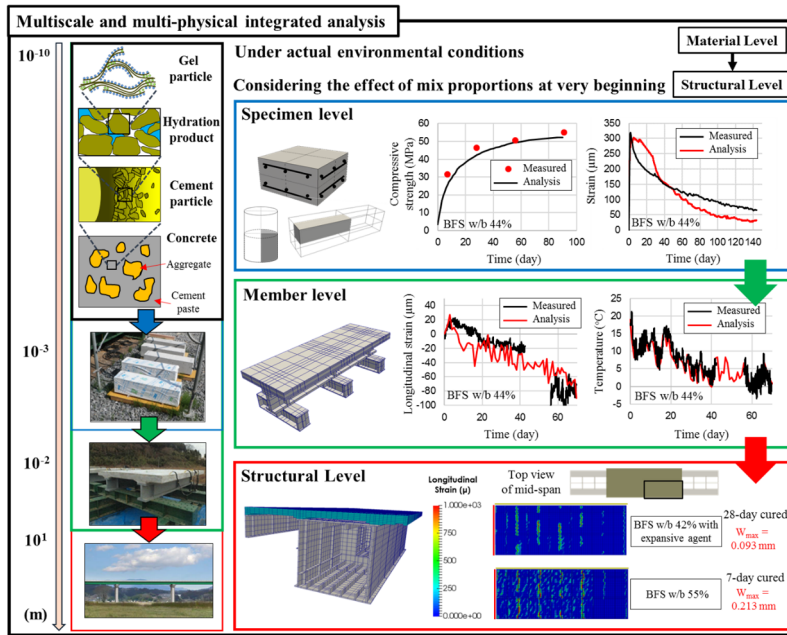 Multiscale and multi-physical integrated analysis
10-10
Gel
particle
Hydration
product
Cement
particle
Concrete
Aggregate
Cement
paste
10-3
10-2
10¹
(m)
Under actual environmental conditions
Considering the effect of mix proportions at very beginning
Material Level
Structural Level
Specimen level
Compressive
strength (MPa)
60
50
40
30
20
10
0
Measured
Analysis
BFS w/b 44%
0 10 20 30 40 50 60 70 80 90 100
Time (day)
Strain (μm)
350
300
250
200
150
100
50
0
Measured
Analysis
BFS w/b 44%
0 20 40 60 80 100 120 140
Time (day)
Member level
Longitudinal strain (μm)
40
20
0
-20
-40
-60
-80
-100
Measured
Analysis
BFS w/b 44%
0 20 40 60
Time (day)
Temperature (°C)
25
20
15
10
5
0
-5
Measured
Analysis
BFS w/b 44%
0 20 40 60
Time (day)
Structural Level
Longitudinal
Strain (μ)
1.000e+03
750
500
250
0.000e+00
Top view
of mid-span
BFS w/b 42% with
expansive agent
28-day cured
Wmax =
0.093 mm
BFS w/b 55%
7-day cured
Wmax =
0.213 mm